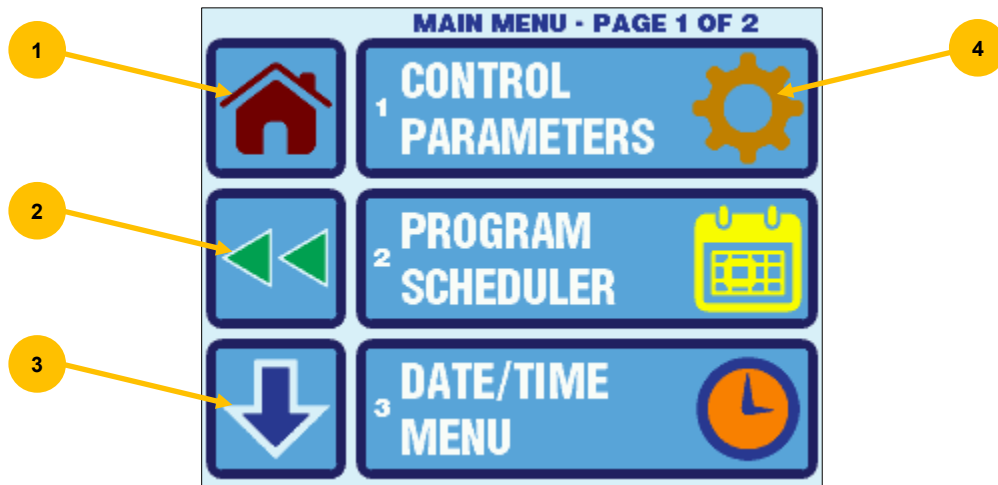 MAIN MENU - PAGE 1 OF 2
1
4
1 CONTROL
PARAMETERS
2
2 PROGRAM
SCHEDULER
3
3 DATE/TIME
MENU